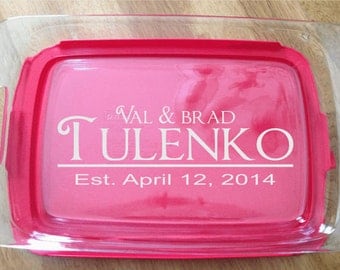 VAL & BRAD
TULENKO
Est. April 12, 2014